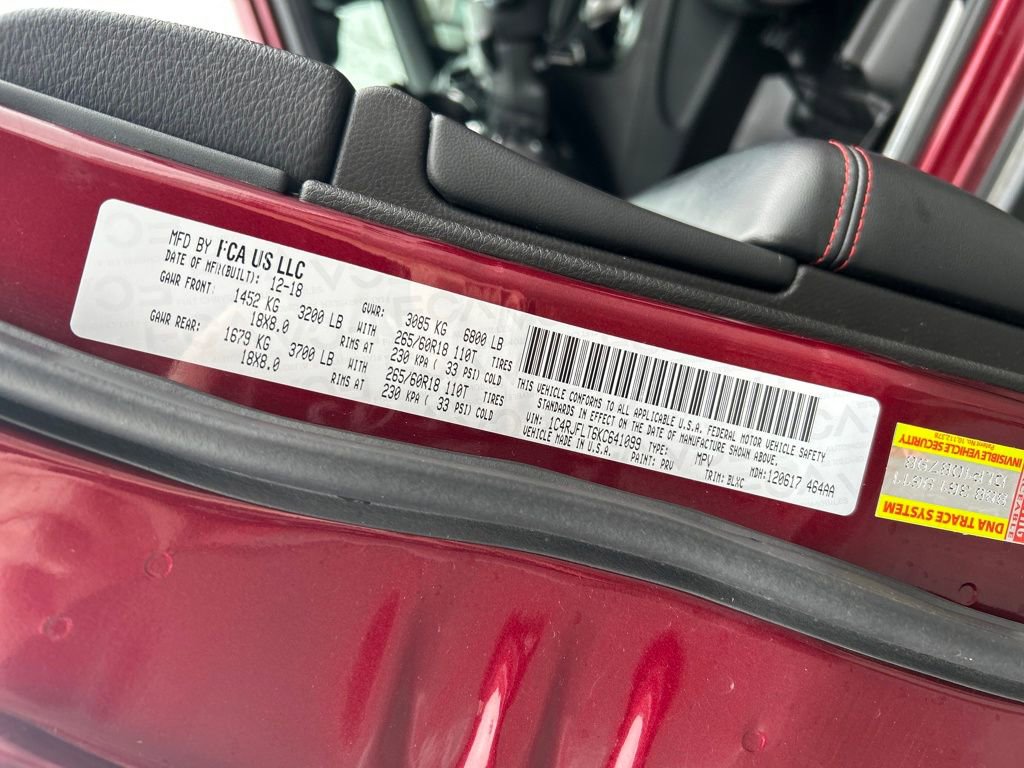 MFD BY FCA US LLC
DATE OF MFR(BUILT): 12-18
GVWR: 3085 KG 6800 LB
GAWR FRONT: 1452 KG 3200 LB WITH 265/60R18 110T TIRES
18X8.0 RIMS AT 230 KPA ( 33 PSI) COLD
GAWR REAR: 1679 KG 3700 LB WITH 265/60R18 110T TIRES
18X8.0 RIMS AT 230 KPA ( 33 PSI) COLD
THIS VEHICLE CONFORMS TO ALL APPLICABLE U.S.A. FEDERAL MOTOR VEHICLE SAFETY
STANDARDS IN EFFECT ON THE DATE OF MANUFACTURE SHOWN ABOVE.
VIN: 1C4RJFLT6KC641099 TYPE: MPV
VEHICLE MADE IN U.S.A. PAINT: PRV TRIM: BLXC MDH: 120617 464AA
DNA TRACE SYSTEM
INVISIBLE VEHICLE SECURITY